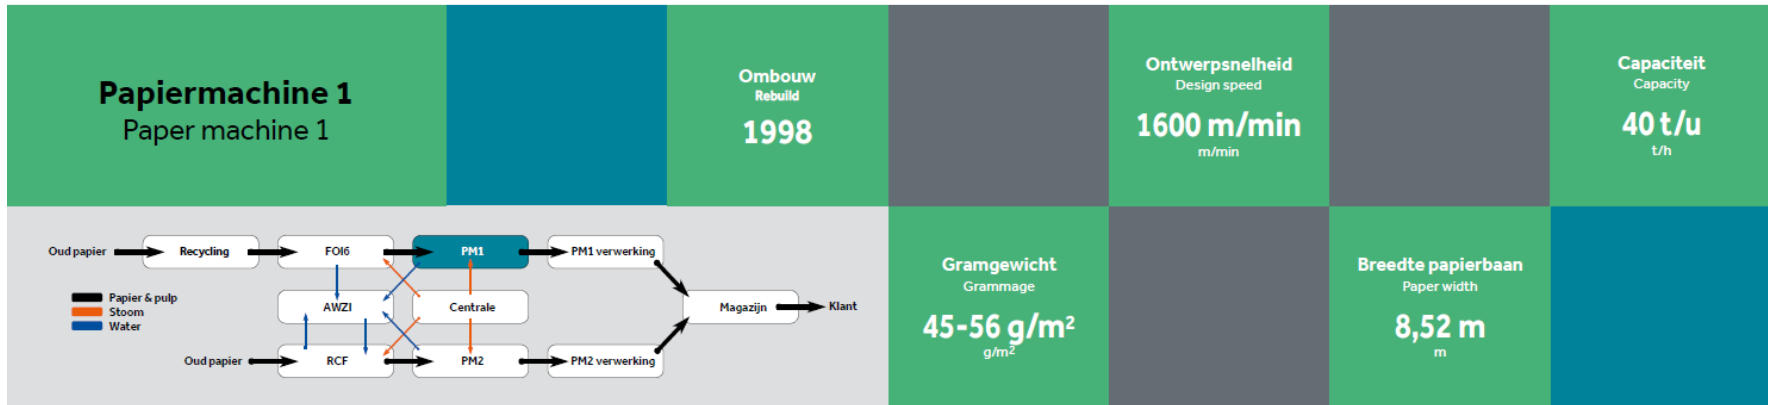 Papiermachine 1
Paper machine 1
Ombouw
Rebuild
1998
Ontwerpsnelheid
Design speed
1600 m/min
m/min
Capaciteit
Capacity
40 t/u
t/h
Oud papier
Recycling
FOI6
PM1
PM1 verwerking
Papier & pulp
Stoom
Water
AWZI
Centrale
Magazijn
Klant
Oud papier
RCF
PM2
PM2 verwerking
Gramgewicht
Grammage
45-56 g/m²
g/m²
Breedte papierbaan
Paper width
8,52 m
m